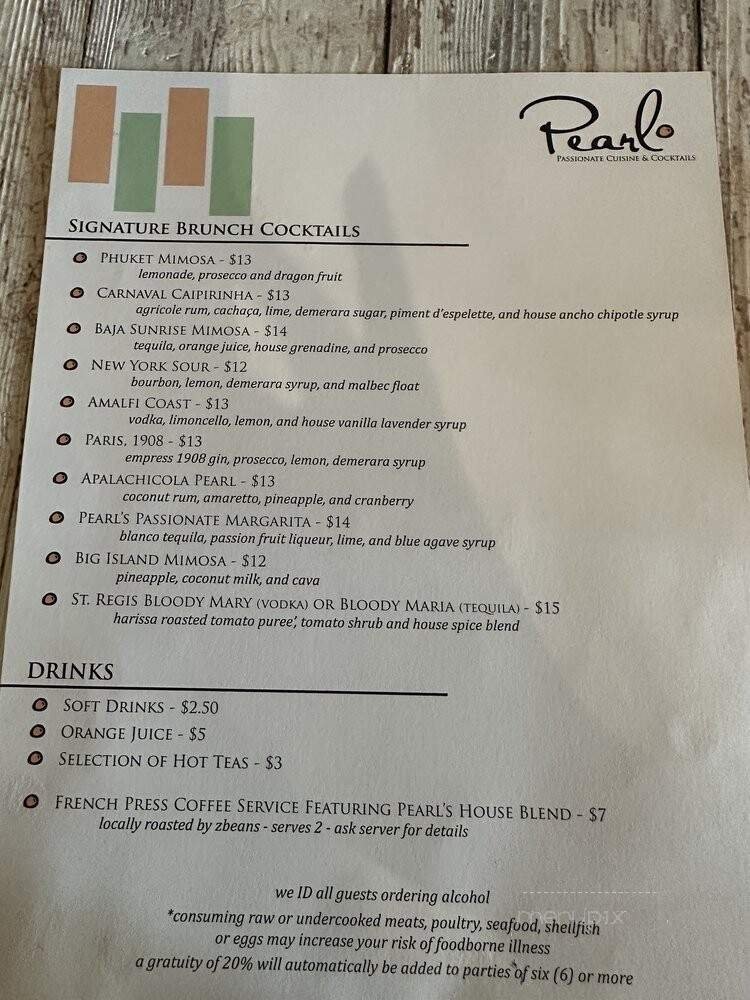 Pearl
Passionate Cuisine & Cocktails
Signature Brunch Cocktails
Phuket Mimosa - $13
lemonade, prosecco and dragon fruit
Carnaval Caipirinha - $13
agricole rum, cachaça, lime, demerara sugar, piment d'espelette, and house ancho chipotle syrup
Baja Sunrise Mimosa - $14
tequila, orange juice, house grenadine, and prosecco
New York Sour - $12
bourbon, lemon, demerara syrup, and malbec float
Amalfi Coast - $13
vodka, limoncello, lemon, and house vanilla lavender syrup
Paris, 1908 - $13
empress 1908 gin, prosecco, lemon, demerara syrup
Apalachicola Pearl - $13
coconut rum, amaretto, pineapple, and cranberry
Pearl's Passionate Margarita - $14
blanco tequila, passion fruit liqueur, lime, and blue agave syrup
Big Island Mimosa - $12
pineapple, coconut milk, and cava
St. Regis Bloody Mary (vodka) or Bloody Maria (tequila) - $15
harissa roasted tomato puree', tomato shrub and house spice blend
DRINKS
Soft Drinks - $2.50
Orange Juice - $5
Selection of Hot Teas - $3
French Press Coffee Service Featuring Pearl's House Blend - $7
locally roasted by zbeans - serves 2 - ask server for details
we ID all guests ordering alcohol
*consuming raw or undercooked meats, poultry, seafood, shellfish
or eggs may increase your risk of foodborne illness
a gratuity of 20% will automatically be added to parties of six (6) or more
menupix